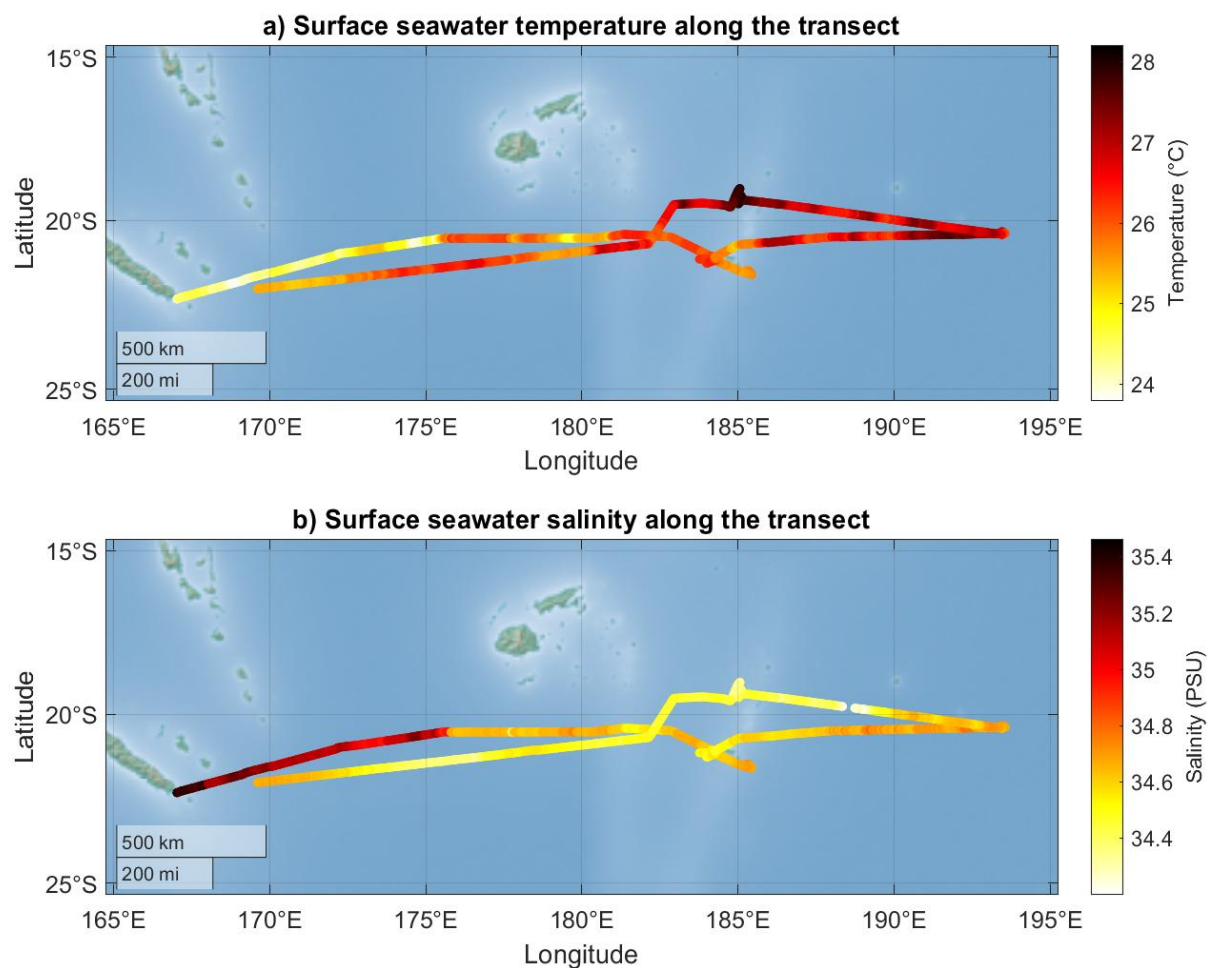 a) Surface seawater temperature along the transect
15°S
20°S
25°S
Latitude
500 km
200 mi
165°E
170°E
175°E
180°E
185°E
190°E
195°E
Longitude
28
27
26
25
24
Temperature (°C)
b) Surface seawater salinity along the transect
15°S
20°S
25°S
Latitude
500 km
200 mi
165°E
170°E
175°E
180°E
185°E
190°E
195°E
Longitude
35.4
35.2
35
34.8
34.6
34.4
Salinity (PSU)